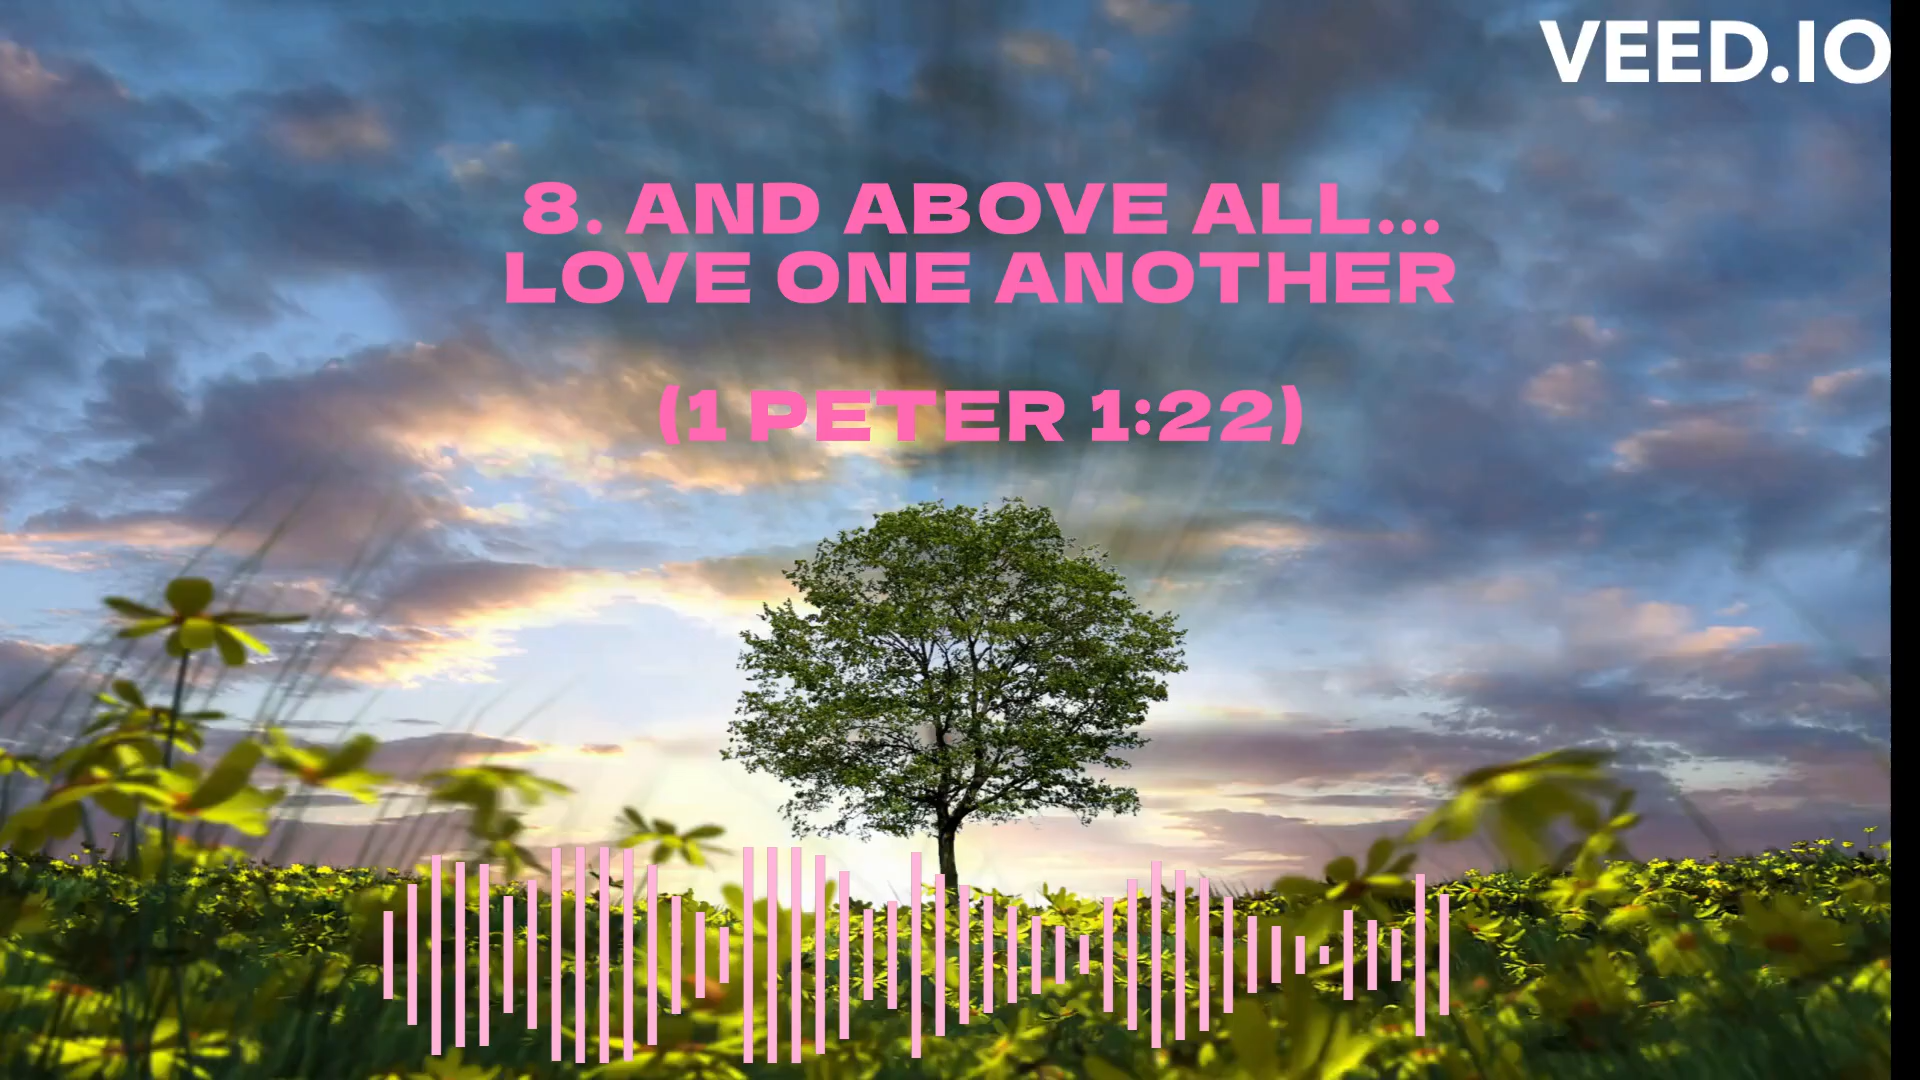 VEED.IO
8. AND ABOVE ALL...
LOVE ONE ANOTHER
(1 PETER 1:22)